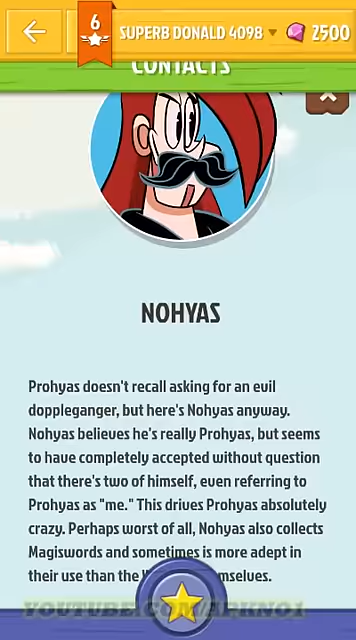 6
SUPERB DONALD 4098
2500
CONTACTS
NOHYAS
Prohyas doesn't recall asking for an evil
doppleganger, but here's Nohyas anyway.
Nohyas believes he's really Prohyas, but seems
to have completely accepted without question
that there's two of himself, even referring to
Prohyas as "me." This drives Prohyas absolutely
crazy. Perhaps worst of all, Nohyas also collects
Magiswords and sometimes is more adept in
their use than the mselves.
YOUTUBE.COM/APKNO1